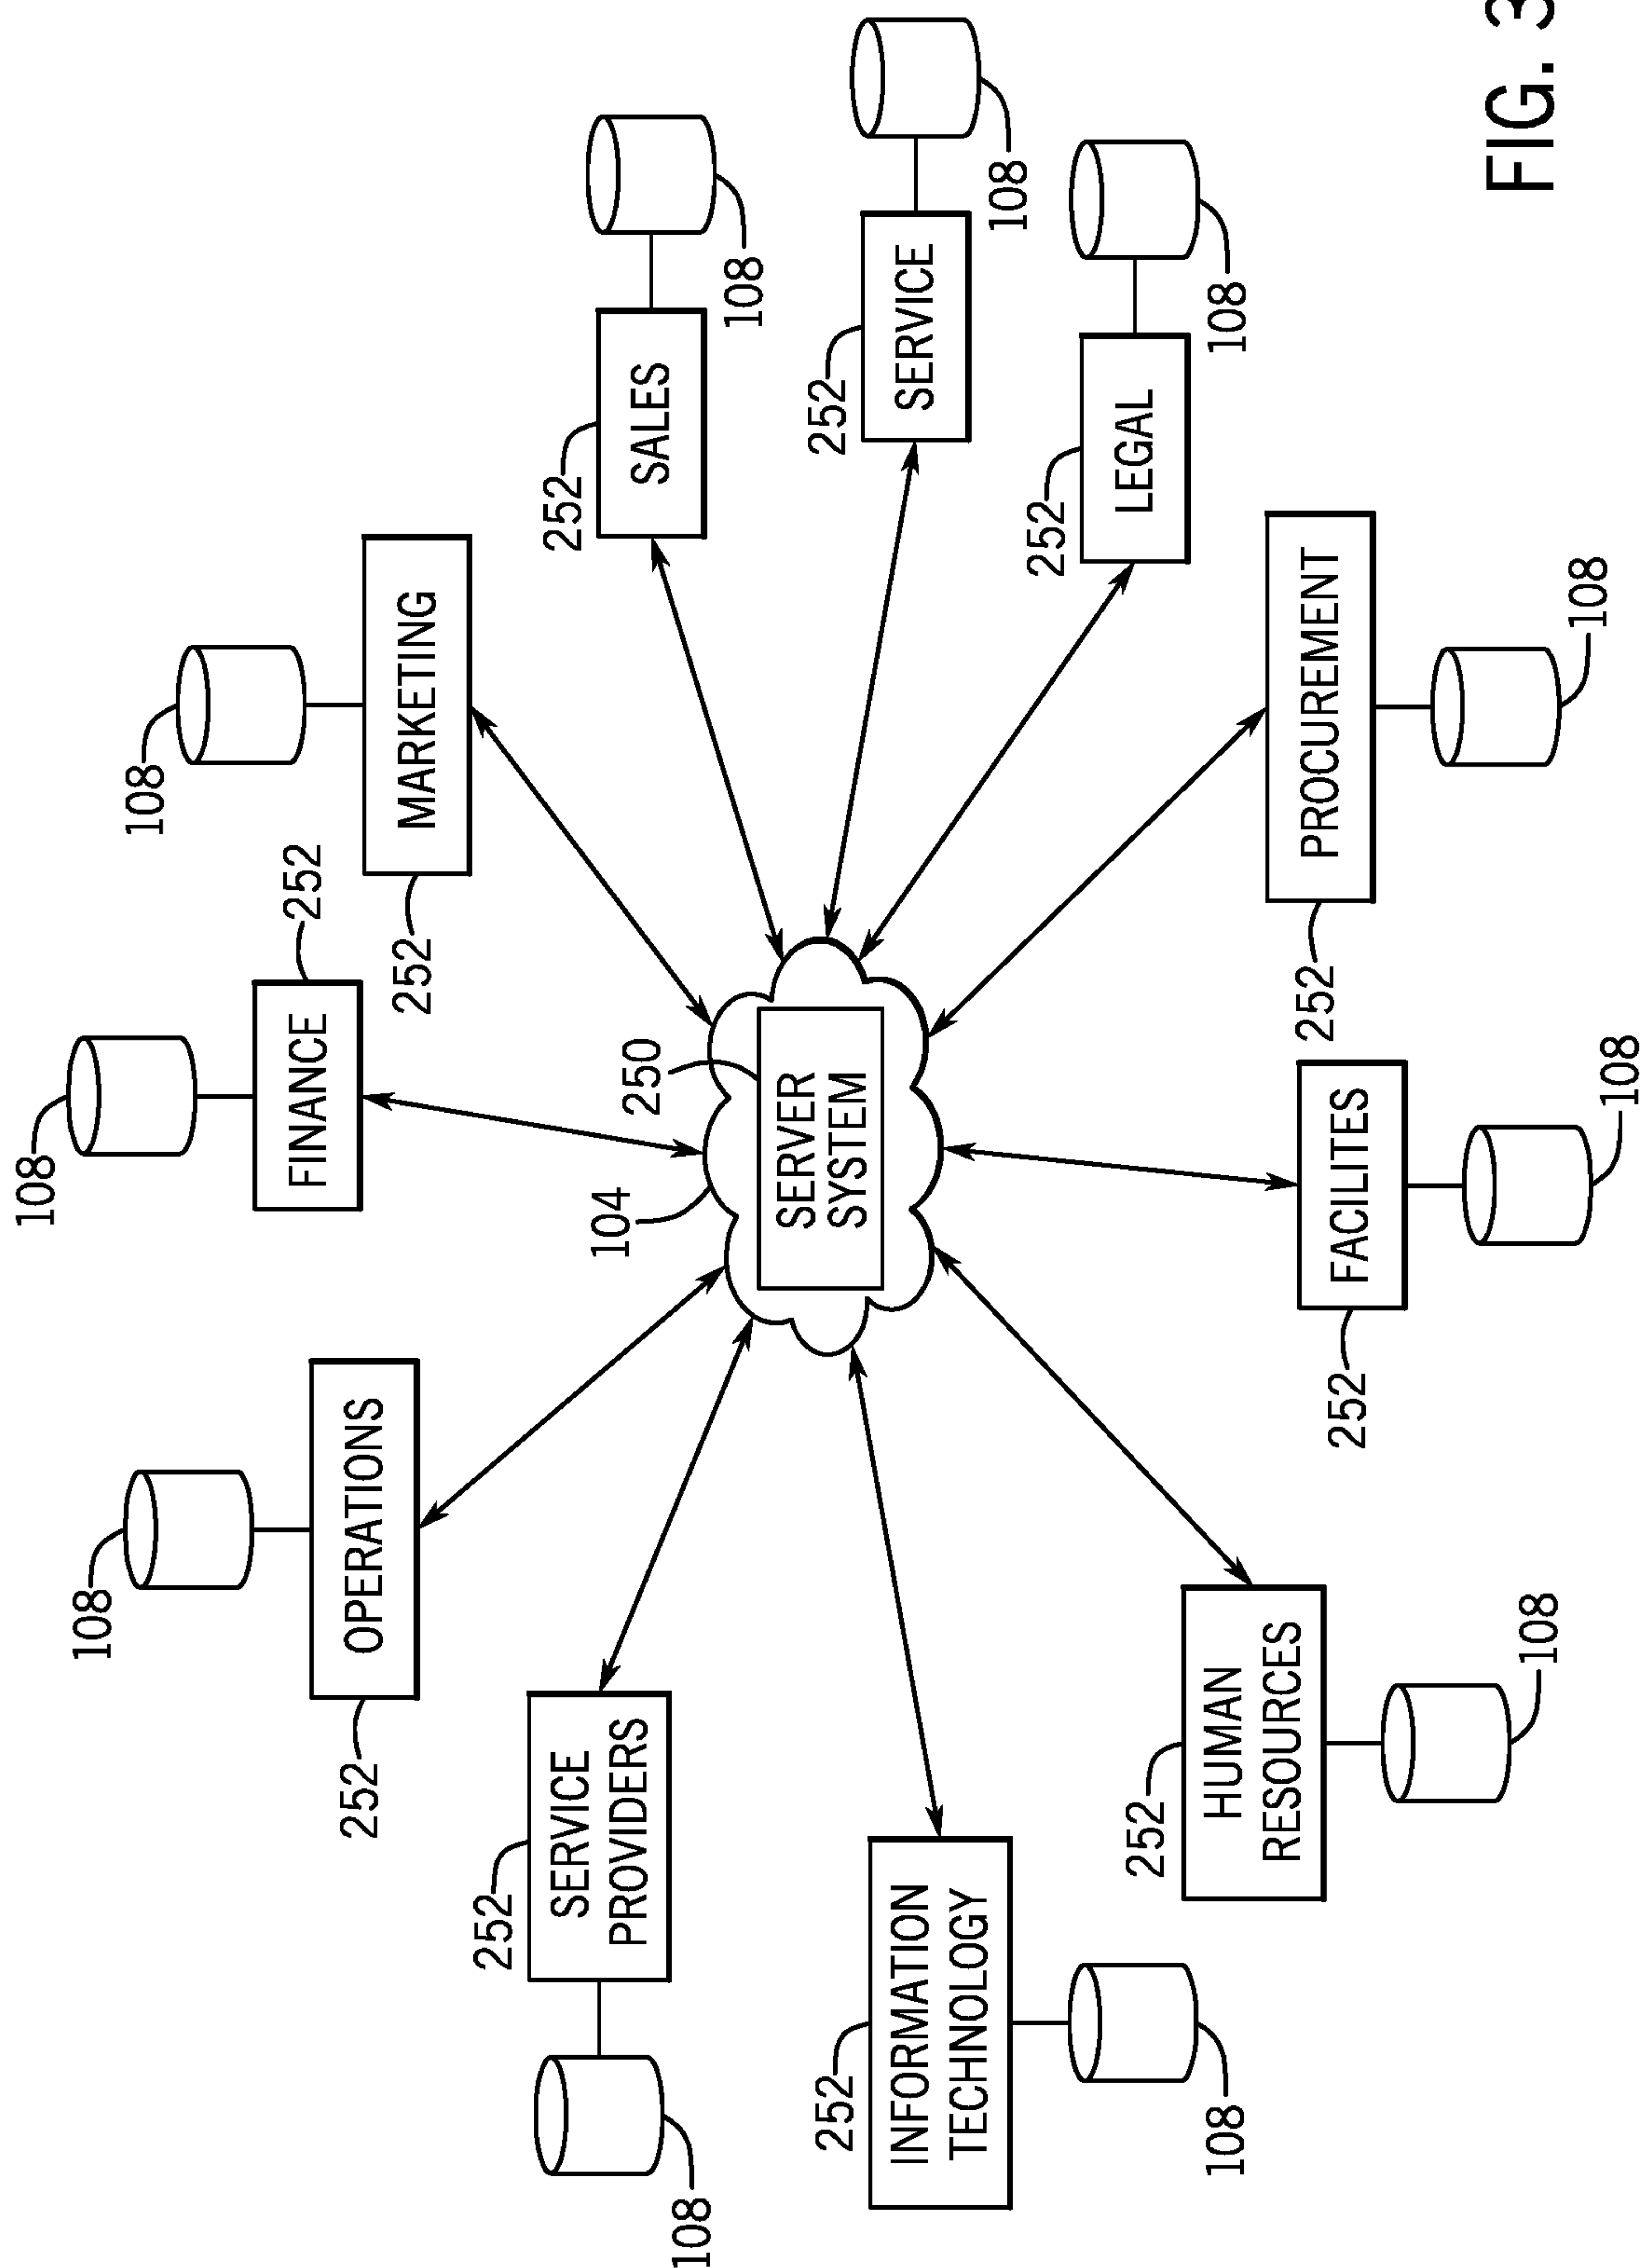 108
108
108
252
FINANCE
OPERATIONS
252
MARKETING
252
252
SERVICE
PROVIDERS
108
252
SALES
108
104
250
SERVER
SYSTEM
252
SERVICE
108
252
INFORMATION
TECHNOLOGY
108
252
LEGAL
108
252
HUMAN
RESOURCES
108
252
FACILITES
108
252
PROCUREMENT
108
FIG. 3